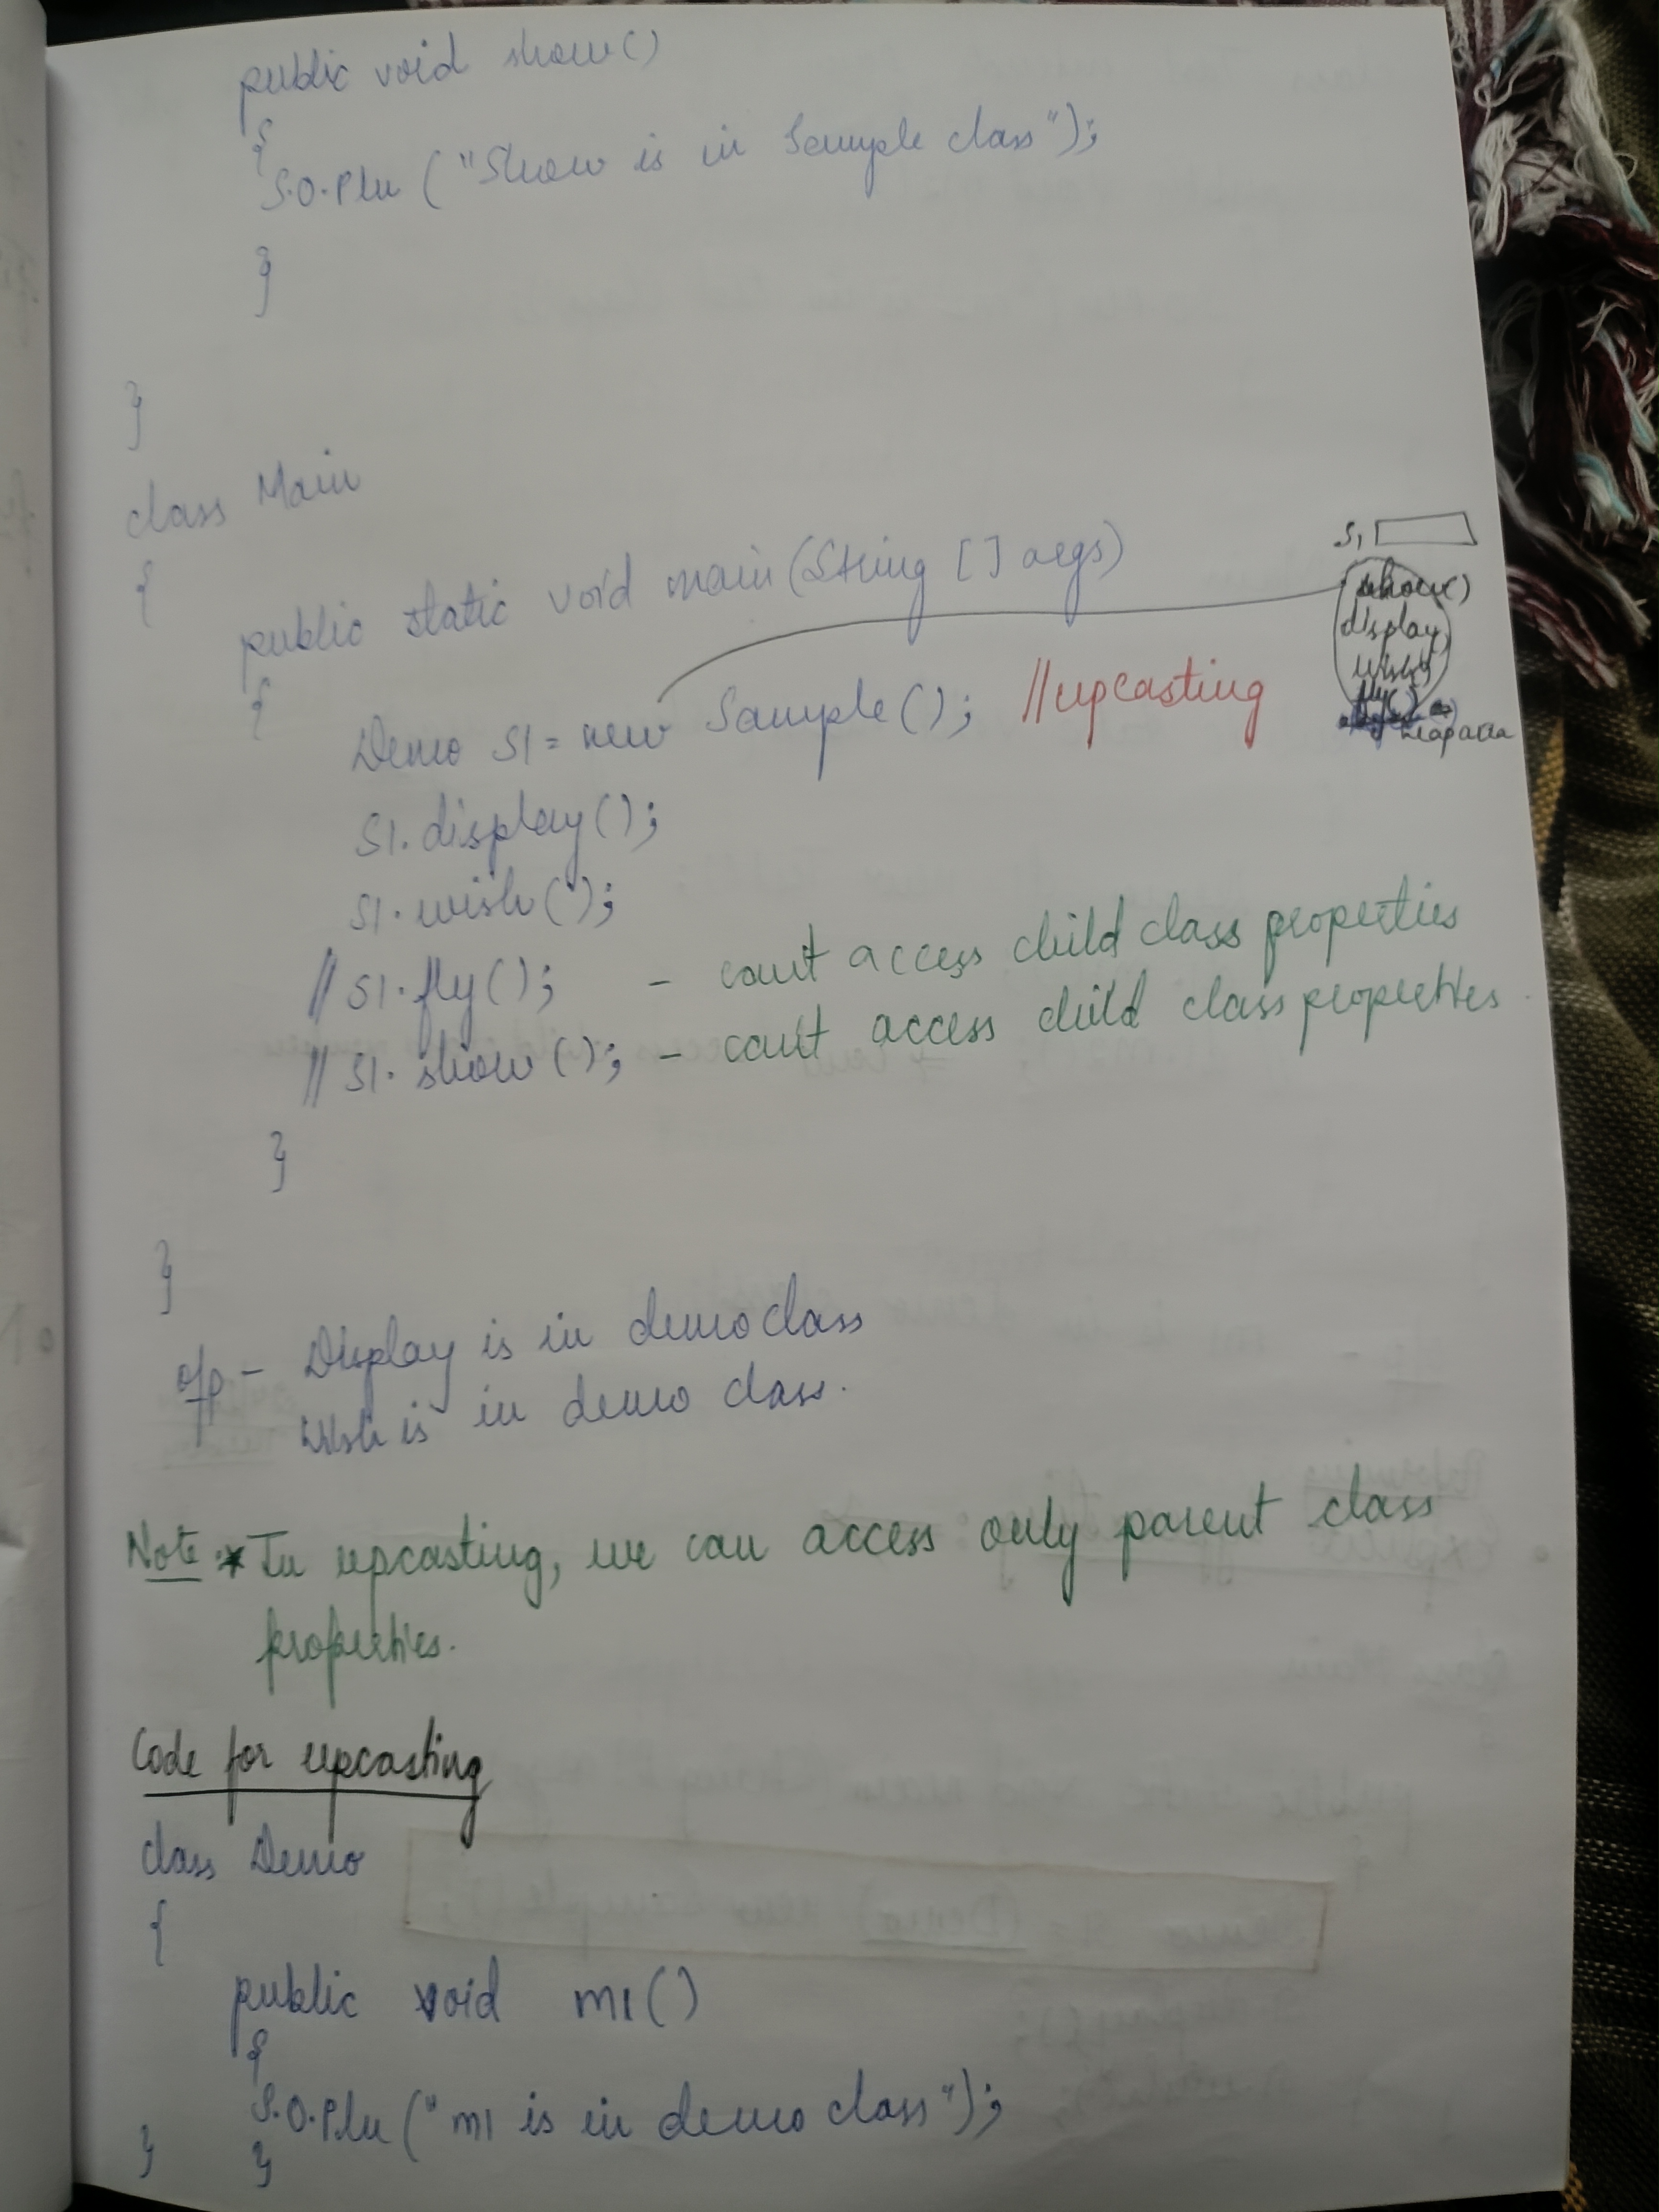 public void show()
{
S.O.Pln ("Show is in Sample class");
}
}
class Main
{
public static void main (String [] args)
{
Demo S1 = new Sample(); //upcasting
S1
show()
display
wish()
fly()
heap area
S1.display();
S1.wish();
// S1.fly(); - can't access child class properties
// S1.show(); - can't access child class properties
}
}
o/p - Display is in demo class
Wish is in demo class.
Note:* In upcasting, we can access only parent class
properties.
Code for upcasting
class Demo
{
public void m1()
{
S.O.Pln ("m1 is in demo class");
} }